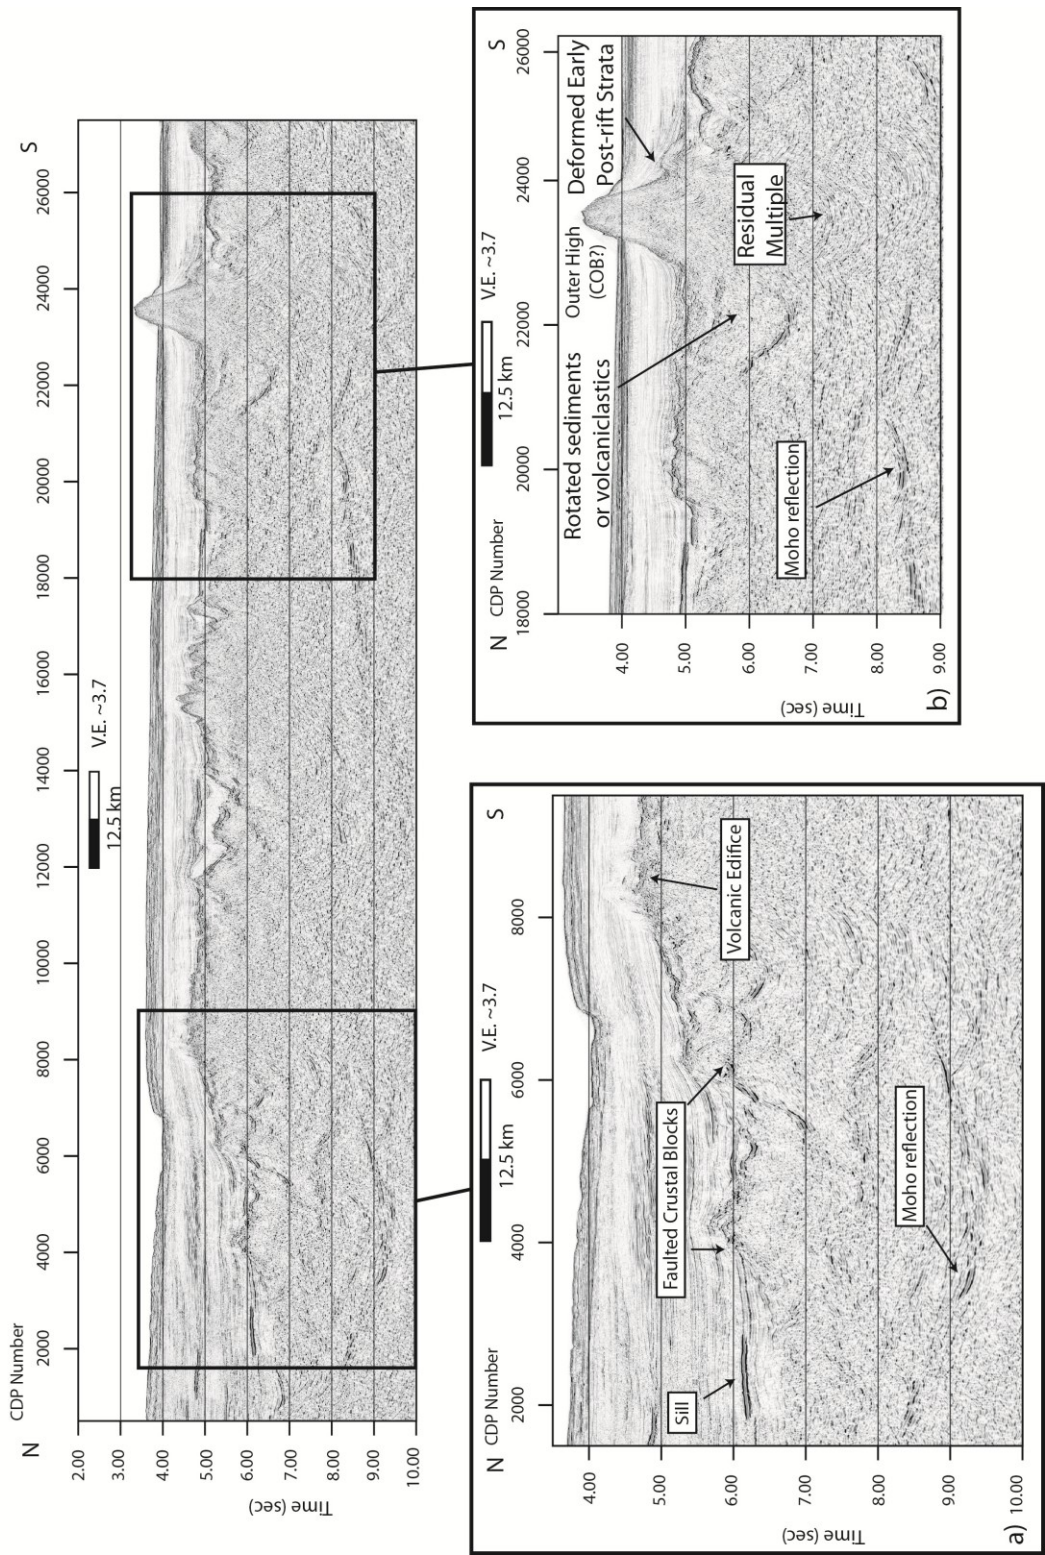 N
CDP Number
2000
4000
6000
8000
10000
12000
14000
16000
18000
20000
22000
24000
26000
S
12.5 km
V.E. ~3.7
2.00
3.00
4.00
5.00
6.00
7.00
8.00
9.00
10.00
Time (sec)
a)
N
CDP Number
2000
4000
6000
8000
S
12.5 km
V.E. ~3.7
4.00
5.00
6.00
7.00
8.00
9.00
10.00
Time (sec)
Sill
Faulted Crustal Blocks
Volcanic Edifice
Moho reflection
b)
N
CDP Number
18000
20000
22000
24000
26000
S
12.5 km
V.E. ~3.7
4.00
5.00
6.00
7.00
8.00
9.00
Time (sec)
Rotated sediments
or volcaniclastics
Outer High
(COB?)
Deformed Early
Post-rift Strata
Residual
Multiple
Moho reflection